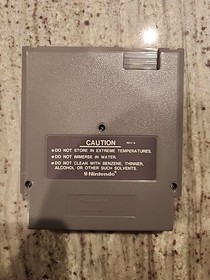 CAUTION
●DO NOT STORE IN EXTREME TEMPERATURES.
●DO NOT IMMERSE IN WATER.
●DO NOT CLEAN WITH BENZENE, THINNER,
ALCOHOL OR OTHER SUCH SOLVENTS.
Nintendo